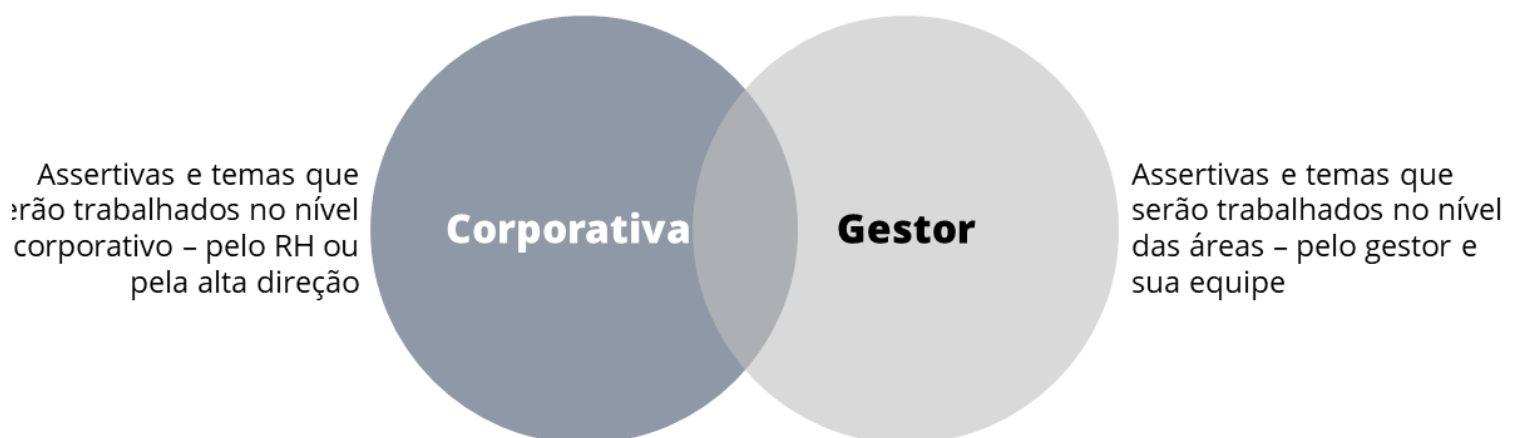 Assertivas e temas que
trabalhados no nível
corporativo – pelo RH ou
pela alta direção
Corporativa
Gestor
Assertivas e temas que
serão trabalhados no nível
das áreas – pelo gestor e
sua equipe